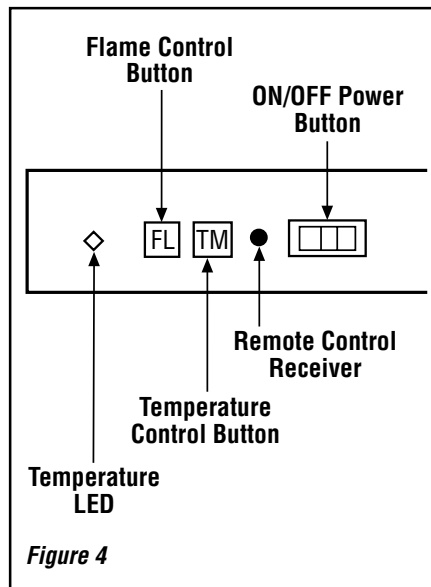 Flame Control
Button
ON/OFF Power
Button
FL
TM
Remote Control
Receiver
Temperature
Control Button
Temperature
LED
Figure 4